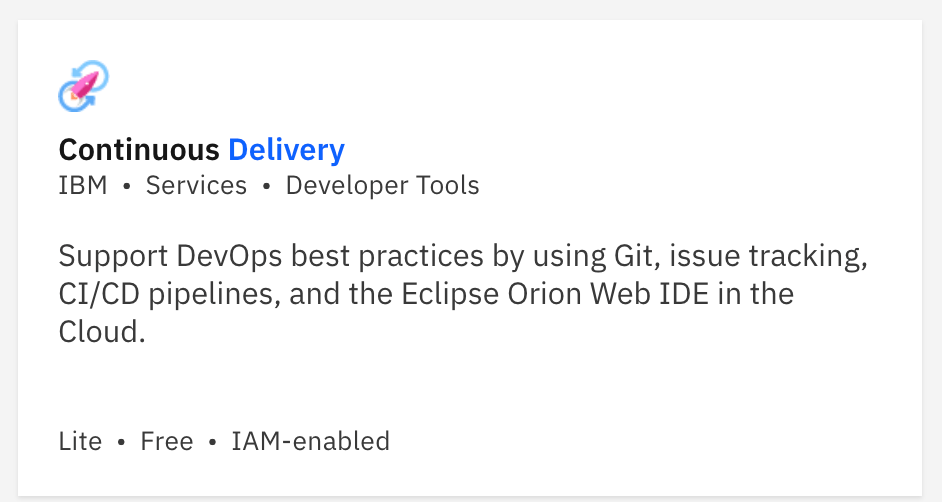 Continuous Delivery
IBM • Services • Developer Tools
Support DevOps best practices by using Git, issue tracking,
CI/CD pipelines, and the Eclipse Orion Web IDE in the
Cloud.
Lite • Free • IAM-enabled